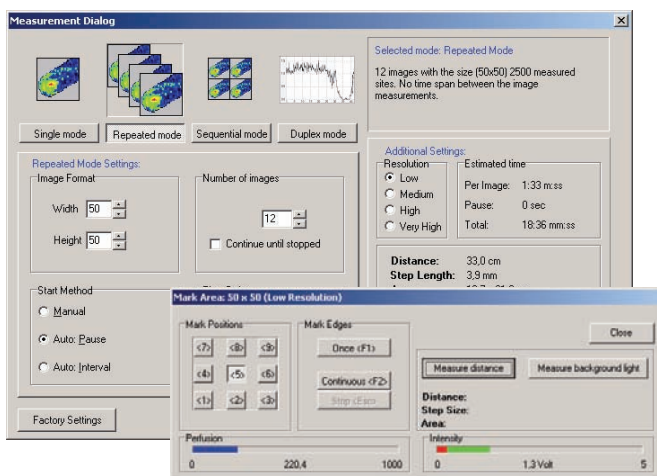 Measurement Dialog
Single mode
Repeated mode
Sequential mode
Duplex mode
Selected mode: Repeated Mode
12 images with the size (50x50) 2500 measured
sites. No time span between the image
measurements.
Repeated Mode Settings:
Image Format
Width 50
Height 50
Number of images
12
Continue until stopped
Additional Settings:
Resolution
Low
Medium
High
Very High
Estimated time
Per Image: 1:33 m:ss
Pause: 0 sec
Total: 18:36 mm:ss
Distance: 33,0 cm
Step Length: 3,9 mm
Start Method
Manual
Auto: Pause
Auto: Interval
Factory Settings
Mark Area: 50 x 50 (Low Resolution)
Mark Positions
<7> <8> <9>
<4> <5> <6>
<1> <2> <3>
Mark Edges
Once <F1>
Continuous <F2>
Stop <Esc>
Close
Measure distance
Measure background light
Distance:
Step Size:
Area:
Perfusion
0 220,4 1000
Intensity
0 1,3 Volt 5